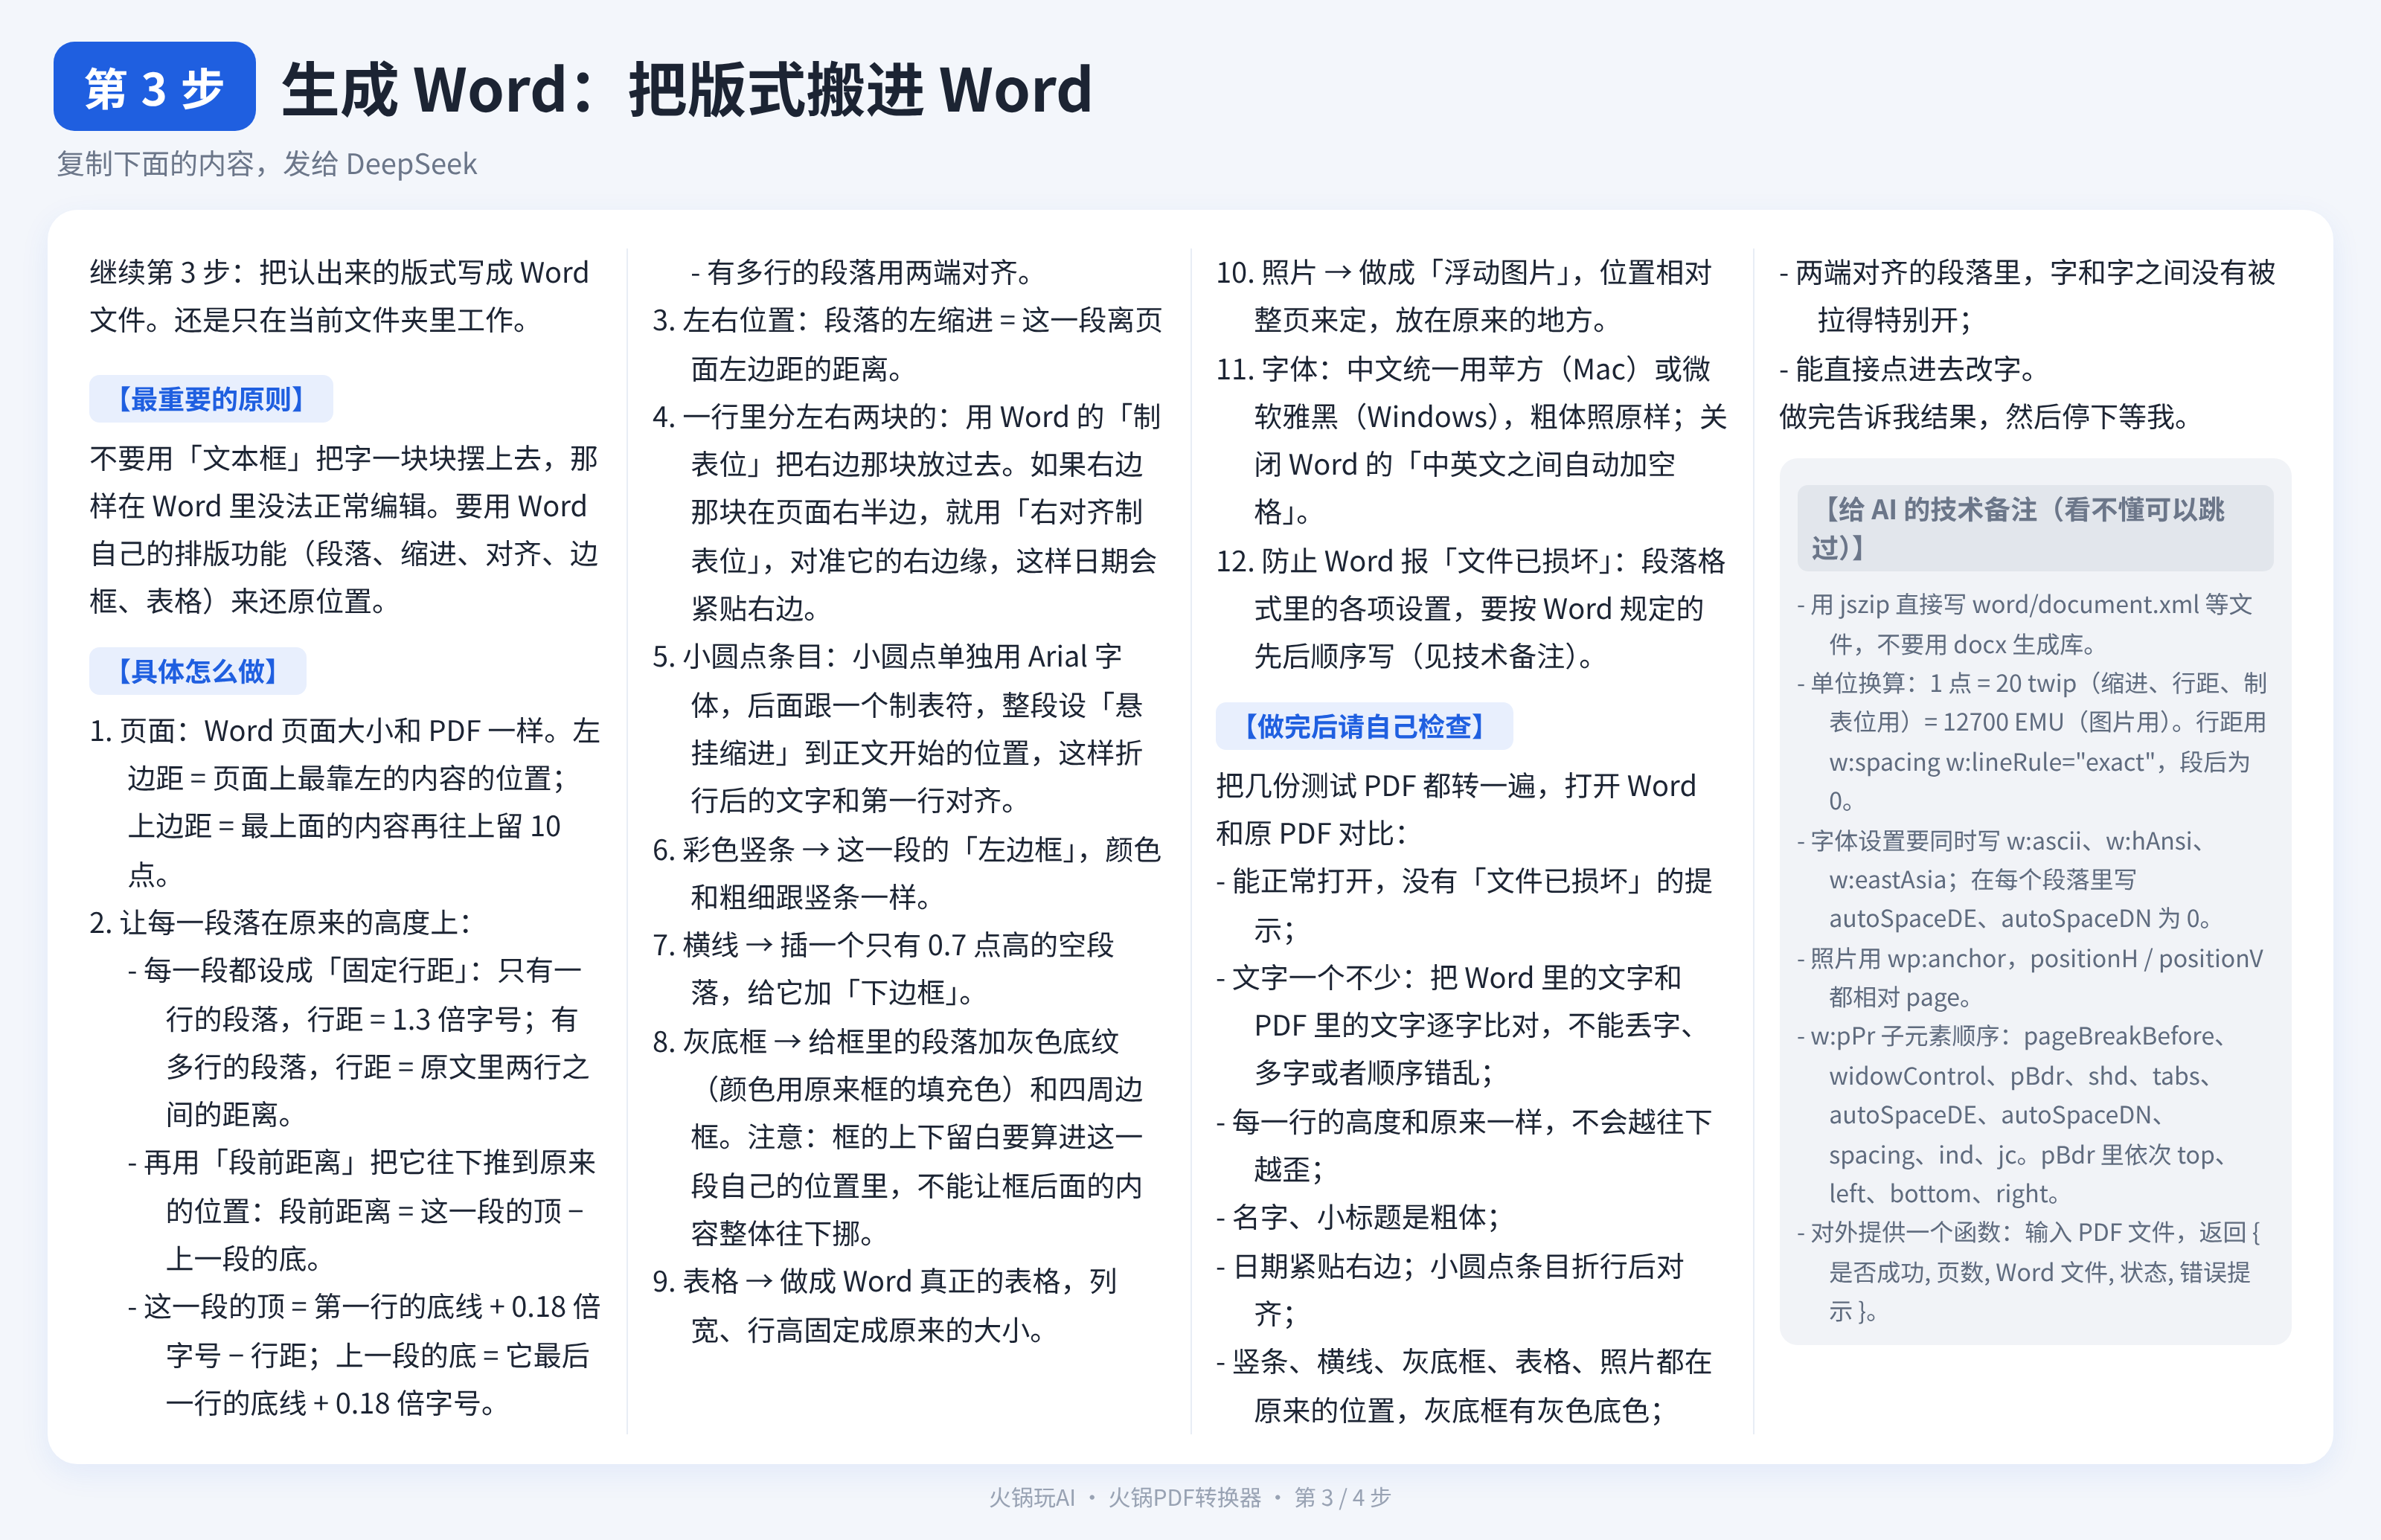 第 3 步
生成 Word：把版式搬进 Word
复制下面的内容，发给 DeepSeek
继续第 3 步：把认出来的版式写成 Word
文件。还是只在当前文件夹里工作。
【最重要的原则】
不要用「文本框」把字一块块摆上去，那
样在 Word 里没法正常编辑。要用 Word
自己的排版功能（段落、缩进、对齐、边
框、表格）来还原位置。
【具体怎么做】
1. 页面：Word 页面大小和 PDF 一样。左
边距 = 页面上最靠左的内容的位置；
上边距 = 最上面的内容再往上留 10
点。
2. 让每一段落在原来的高度上：
- 每一段都设成「固定行距」：只有一
行的段落，行距 = 1.3 倍字号；有
多行的段落，行距 = 原文里两行之
间的距离。
- 再用「段前距离」把它往下推到原来
的位置：段前距离 = 这一段的顶 −
上一段的底。
- 这一段的顶 = 第一行的底线 + 0.18 倍
字号 − 行距；上一段的底 = 它最后
一行的底线 + 0.18 倍字号。
- 有多行的段落用两端对齐。
3. 左右位置：段落的左缩进 = 这一段离页
面左边距的距离。
4. 一行里分左右两块的：用 Word 的「制
表位」把右边那块放过去。如果右边
那块在页面右半边，就用「右对齐制
表位」，对准它的右边缘，这样日期会
紧贴右边。
5. 小圆点条目：小圆点单独用 Arial 字
体，后面跟一个制表符，整段设「悬
挂缩进」到正文开始的位置，这样折
行后的文字和第一行对齐。
6. 彩色竖条 → 这一段的「左边框」，颜色
和粗细跟竖条一样。
7. 横线 → 插一个只有 0.7 点高的空段
落，给它加「下边框」。
8. 灰底框 → 给框里的段落加灰色底纹
（颜色用原来框的填充色）和四周边
框。注意：框的上下留白要算进这一
段自己的位置里，不能让框后面的内
容整体往下挪。
9. 表格 → 做成 Word 真正的表格，列
宽、行高固定成原来的大小。
10. 照片 → 做成「浮动图片」，位置相对
整页来定，放在原来的地方。
11. 字体：中文统一用苹方（Mac）或微
软雅黑（Windows），粗体照原样；关
闭 Word 的「中英文之间自动加空
格」。
12. 防止 Word 报「文件已损坏」：段落格
式里的各项设置，要按 Word 规定的
先后顺序写（见技术备注）。
【做完后请自己检查】
把几份测试 PDF 都转一遍，打开 Word
和原 PDF 对比：
- 能正常打开，没有「文件已损坏」的提
示；
- 文字一个不少：把 Word 里的文字和
PDF 里的文字逐字比对，不能丢字、
多字或者顺序错乱；
- 每一行的高度和原来一样，不会越往下
越歪；
- 名字、小标题是粗体；
- 日期紧贴右边；小圆点条目折行后对
齐；
- 竖条、横线、灰底框、表格、照片都在
原来的位置，灰底框有灰色底色；
- 两端对齐的段落里，字和字之间没有被
拉得特别开；
- 能直接点进去改字。
做完告诉我结果，然后停下等我。
【给 AI 的技术备注（看不懂可以跳
过）】
- 用 jszip 直接写 word/document.xml 等文
件，不要用 docx 生成库。
- 单位换算：1 点 = 20 twip（缩进、行距、制
表位用）= 12700 EMU（图片用）。行距用
w:spacing w:lineRule="exact"，段后为
0。
- 字体设置要同时写 w:ascii、w:hAnsi、
w:eastAsia；在每个段落里写
autoSpaceDE、autoSpaceDN 为 0。
- 照片用 wp:anchor，positionH / positionV
都相对 page。
- w:pPr 子元素顺序：pageBreakBefore、
widowControl、pBdr、shd、tabs、
autoSpaceDE、autoSpaceDN、
spacing、ind、jc。pBdr 里依次 top、
left、bottom、right。
- 对外提供一个函数：输入 PDF 文件，返回 {
是否成功, 页数, Word 文件, 状态, 错误提
示 }。
火锅玩AI · 火锅PDF转换器 · 第 3 / 4 步